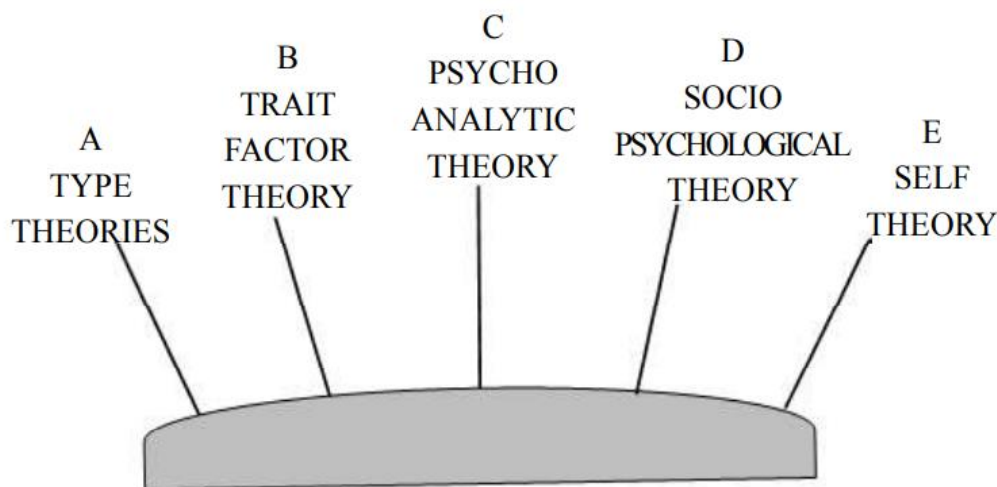 A
TYPE
THEORIES
B
TRAIT
FACTOR
THEORY
C
PSYCHO
ANALYTIC
THEORY
D
SOCIO
PSYCHOLOGICAL
THEORY
E
SELF
THEORY